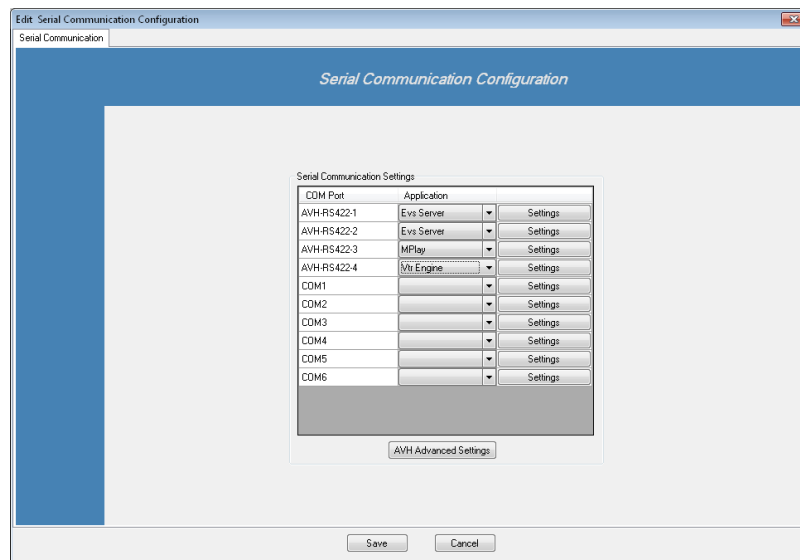 Edit Serial Communication Configuration
Serial Communication
Serial Communication Configuration
Serial Communication Settings
COM Port Application
AVH-RS422-1 Evs Server Settings
AVH-RS422-2 Evs Server Settings
AVH-RS422-3 MPlay Settings
AVH-RS422-4 Vtr Engine Settings
COM1 Settings
COM2 Settings
COM3 Settings
COM4 Settings
COM5 Settings
COM6 Settings
AVH Advanced Settings
Save Cancel